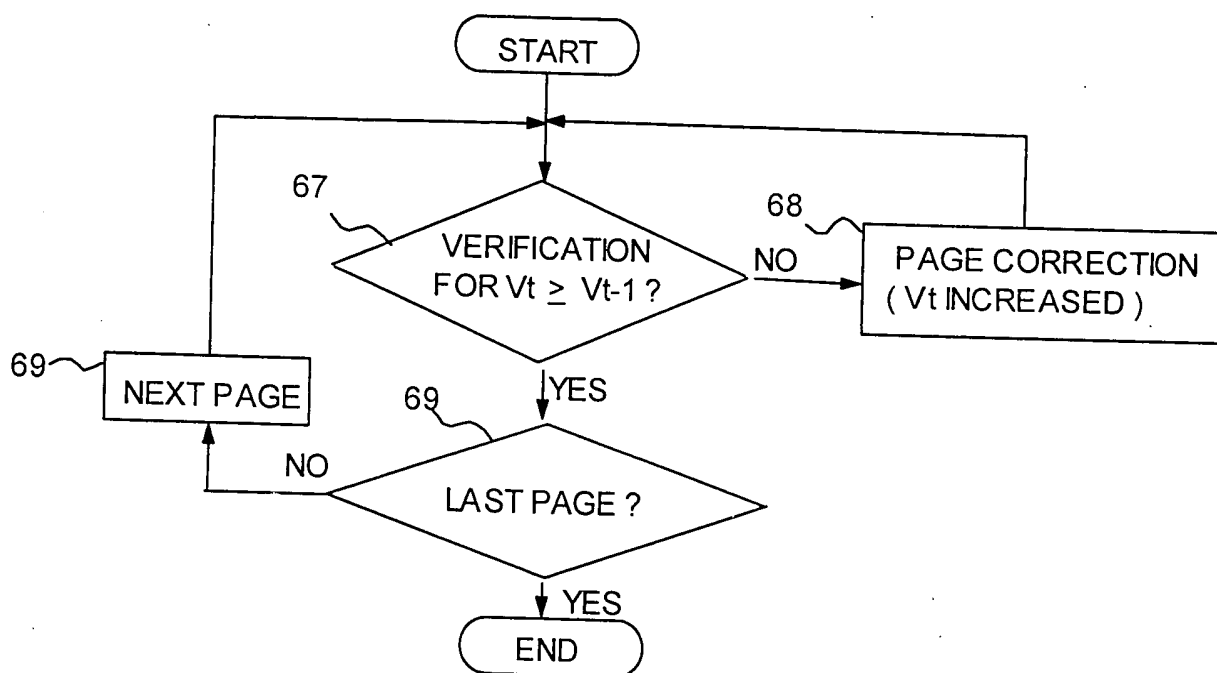 START
67
VERIFICATION
FOR Vt ≥ Vt-1 ?
NO
68
PAGE CORRECTION
( Vt INCREASED )
YES
69
NEXT PAGE
69
NO
LAST PAGE ?
YES
END